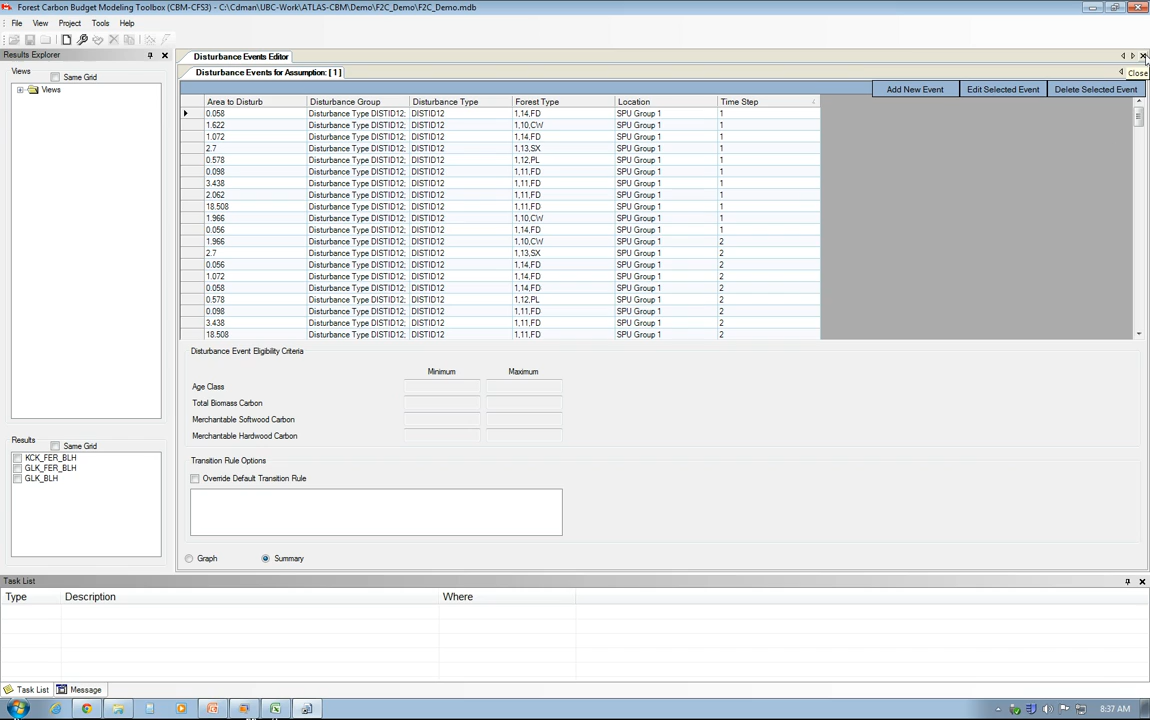 Forest Carbon Budget Modeling Toolbox (CBM-CFS3) - C:\Cdman\UBC-Work\ATLAS-CBM\Demo\F2C_Demo\F2C_Demo.mdb
File View Project Tools Help
Results Explorer
Views
Same Grid
Views
Results
Same Grid
KCK_FER_BLH
GLK_FER_BLH
GLK_BLH
Disturbance Events Editor
Disturbance Events for Assumption: [ 1 ]
Close
Add New Event Edit Selected Event Delete Selected Event
Area to Disturb Disturbance Group Disturbance Type Forest Type Location Time Step
0.058 Disturbance Type DISTID12; DISTID12 1,14,FD SPU Group 1 1
1.622 Disturbance Type DISTID12; DISTID12 1,10,CW SPU Group 1 1
1.072 Disturbance Type DISTID12; DISTID12 1,14,FD SPU Group 1 1
2.7 Disturbance Type DISTID12; DISTID12 1,13,SX SPU Group 1 1
0.578 Disturbance Type DISTID12; DISTID12 1,12,PL SPU Group 1 1
0.098 Disturbance Type DISTID12; DISTID12 1,11,FD SPU Group 1 1
3.438 Disturbance Type DISTID12; DISTID12 1,11,FD SPU Group 1 1
2.062 Disturbance Type DISTID12; DISTID12 1,11,FD SPU Group 1 1
18.508 Disturbance Type DISTID12; DISTID12 1,11,FD SPU Group 1 1
1.966 Disturbance Type DISTID12; DISTID12 1,10,CW SPU Group 1 1
0.056 Disturbance Type DISTID12; DISTID12 1,14,FD SPU Group 1 1
1.966 Disturbance Type DISTID12; DISTID12 1,10,CW SPU Group 1 2
2.7 Disturbance Type DISTID12; DISTID12 1,13,SX SPU Group 1 2
0.056 Disturbance Type DISTID12; DISTID12 1,14,FD SPU Group 1 2
1.072 Disturbance Type DISTID12; DISTID12 1,14,FD SPU Group 1 2
0.058 Disturbance Type DISTID12; DISTID12 1,14,FD SPU Group 1 2
0.578 Disturbance Type DISTID12; DISTID12 1,12,PL SPU Group 1 2
0.098 Disturbance Type DISTID12; DISTID12 1,11,FD SPU Group 1 2
3.438 Disturbance Type DISTID12; DISTID12 1,11,FD SPU Group 1 2
18.508 Disturbance Type DISTID12; DISTID12 1,11,FD SPU Group 1 2
Disturbance Event Eligibility Criteria
Minimum Maximum
Age Class
Total Biomass Carbon
Merchantable Softwood Carbon
Merchantable Hardwood Carbon
Transition Rule Options
Override Default Transition Rule
Graph Summary
Task List
Type Description Where
Task List Message
8:37 AM